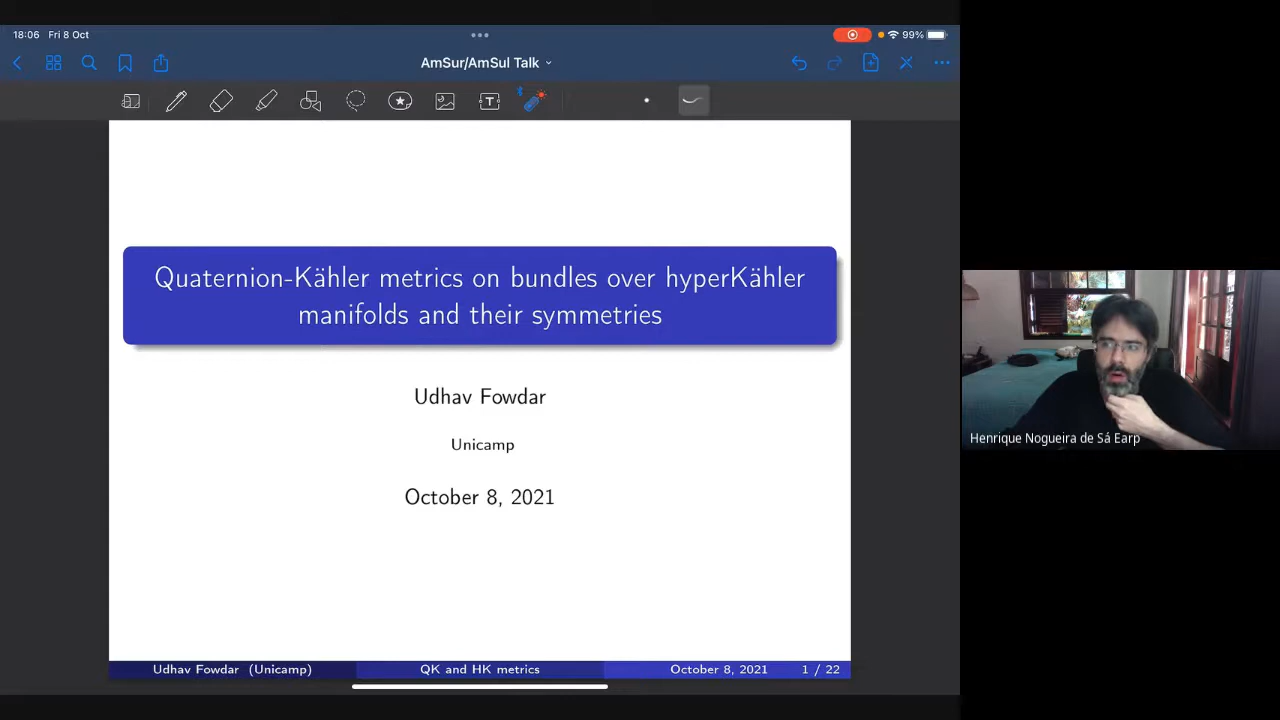 18:06 Fri 8 Oct
99%
AmSur/AmSul Talk
T
Quaternion-Kähler metrics on bundles over hyperKähler
manifolds and their symmetries
Udhav Fowdar
Unicamp
October 8, 2021
Henrique Nogueira de Sá Earp
Udhav Fowdar (Unicamp) QK and HK metrics October 8, 2021 1 / 22